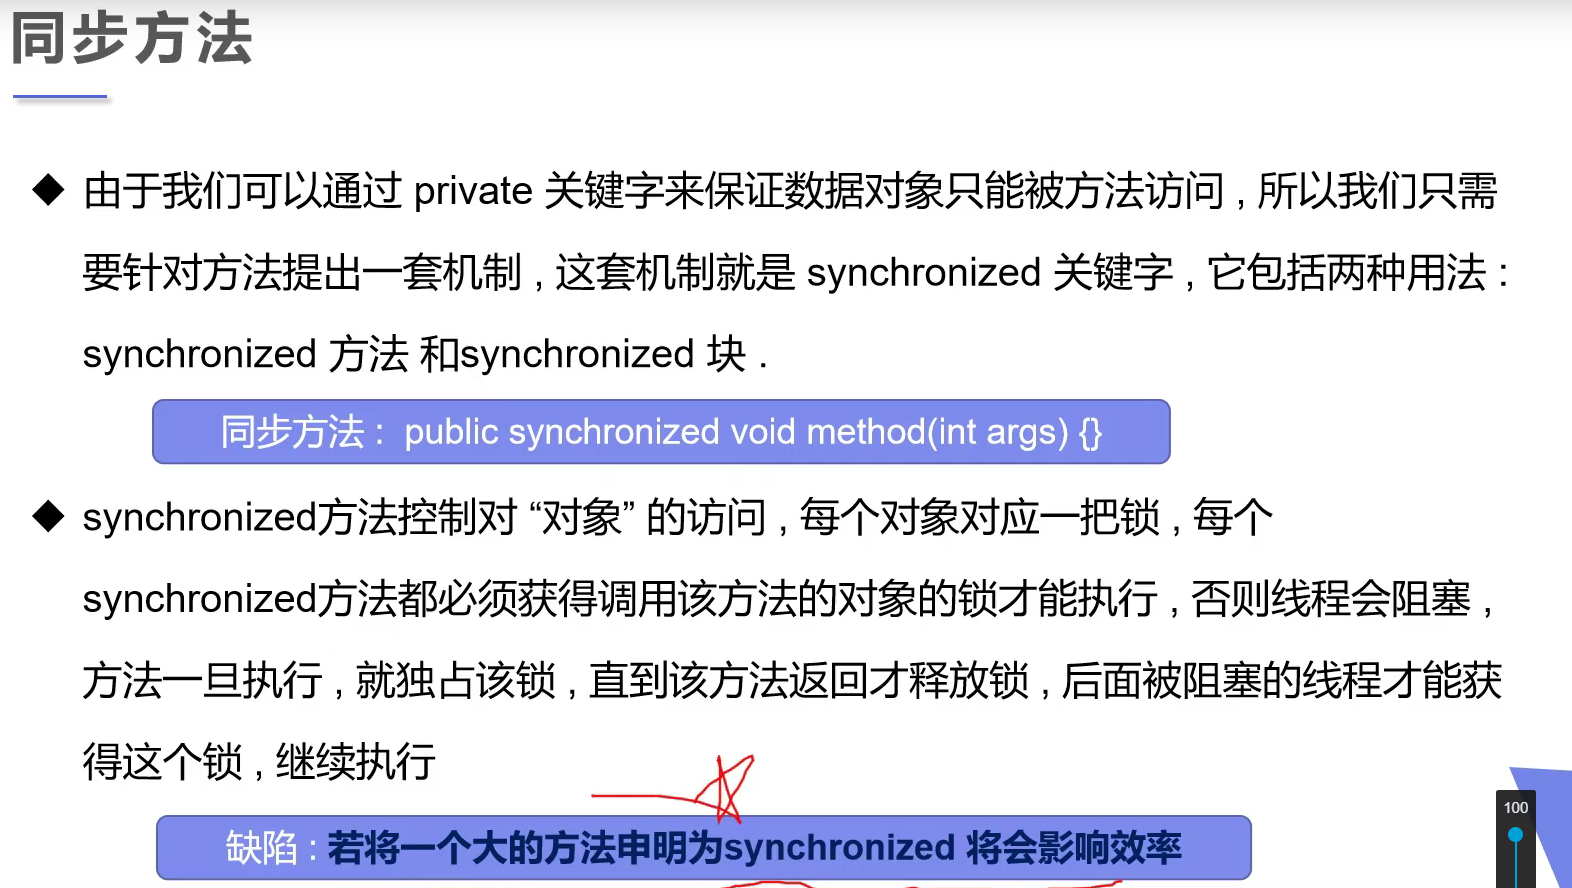 同步方法
由于我们可以通过 private 关键字来保证数据对象只能被方法访问 , 所以我们只需
要针对方法提出一套机制 , 这套机制就是 synchronized 关键字 , 它包括两种用法 :
synchronized 方法 和synchronized 块 .
同步方法 : public synchronized void method(int args) {}
synchronized方法控制对 “对象” 的访问 , 每个对象对应一把锁 , 每个
synchronized方法都必须获得调用该方法的对象的锁才能执行 , 否则线程会阻塞 ,
方法一旦执行 , 就独占该锁 , 直到该方法返回才释放锁 , 后面被阻塞的线程才能获
得这个锁 , 继续执行
缺陷 : 若将一个大的方法申明为synchronized 将会影响效率
100